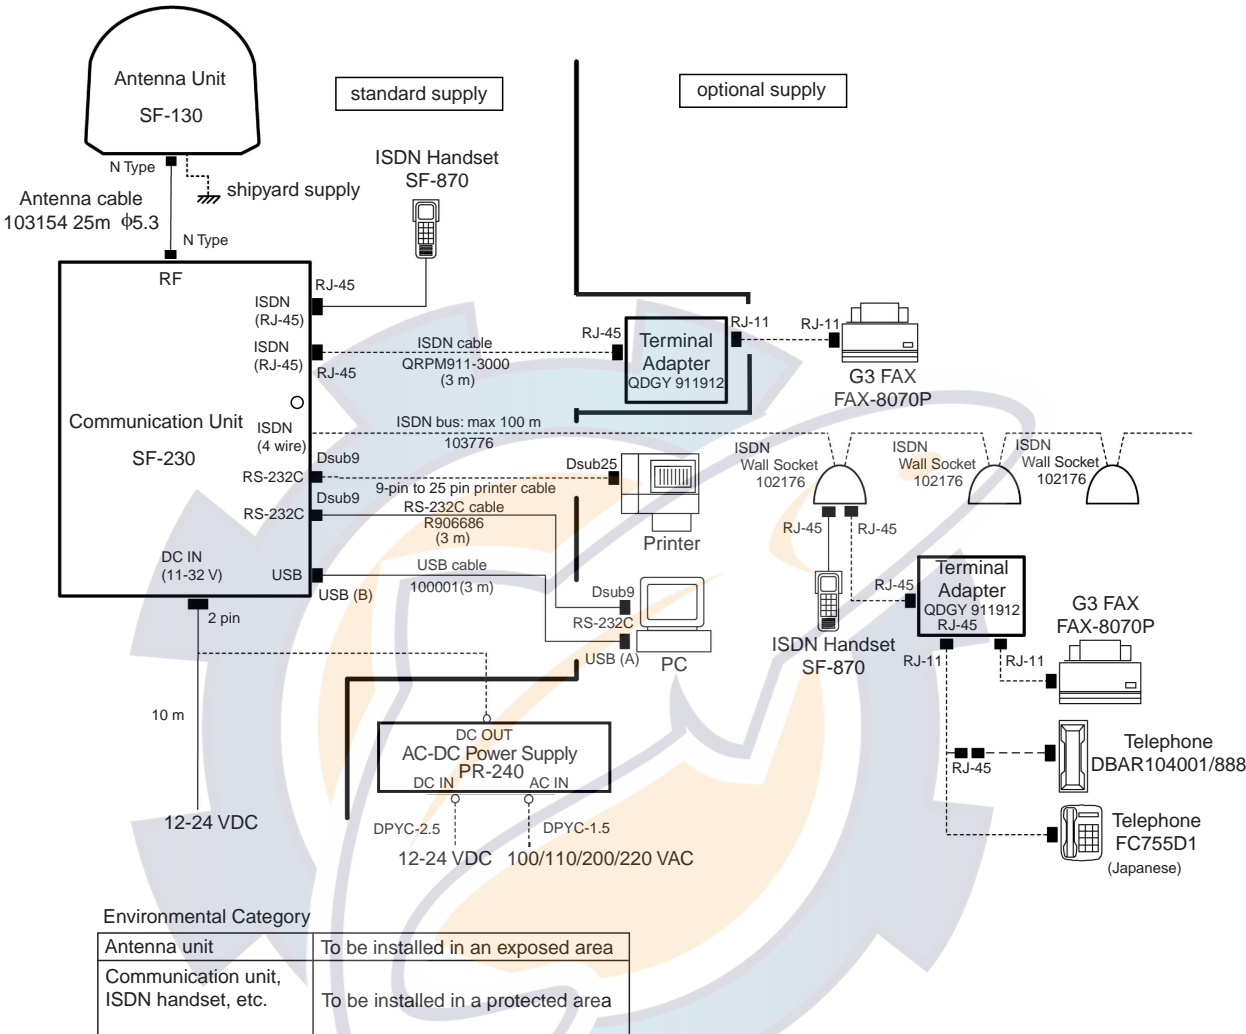 Antenna Unit
SF-130
standard supply
optional supply
N Type
shipyard supply
Antenna cable
103154 25m ϕ5.3
N Type
ISDN Handset
SF-870
RF
RJ-45
ISDN
(RJ-45)
ISDN
(RJ-45)
RJ-45
ISDN cable
QRPM911-3000
(3 m)
RJ-45
Terminal
Adapter
QDGY 911912
RJ-11
RJ-11
G3 FAX
FAX-8070P
Communication Unit
SF-230
ISDN
(4 wire)
ISDN bus: max 100 m
103776
ISDN
Wall Socket
102176
ISDN
Wall Socket
102176
ISDN
Wall Socket
102176
Dsub9
RS-232C
9-pin to 25 pin printer cable
Dsub25
Printer
Dsub9
RS-232C
RS-232C cable
R906686
(3 m)
RJ-45
RJ-45
DC IN
(11-32 V)
USB
USB (B)
USB cable
100001(3 m)
Dsub9
RS-232C
USB (A)
PC
2 pin
ISDN Handset
SF-870
RJ-45
Terminal
Adapter
QDGY 911912
RJ-45
RJ-11
RJ-11
G3 FAX
FAX-8070P
10 m
DC OUT
AC-DC Power Supply
PR-240
DC IN
AC IN
RJ-45
Telephone
DBAR104001/888
12-24 VDC
DPYC-2.5
DPYC-1.5
12-24 VDC
100/110/200/220 VAC
Telephone
FC755D1
(Japanese)
Environmental Category
Antenna unit
To be installed in an exposed area
Communication unit,
ISDN handset, etc.
To be installed in a protected area